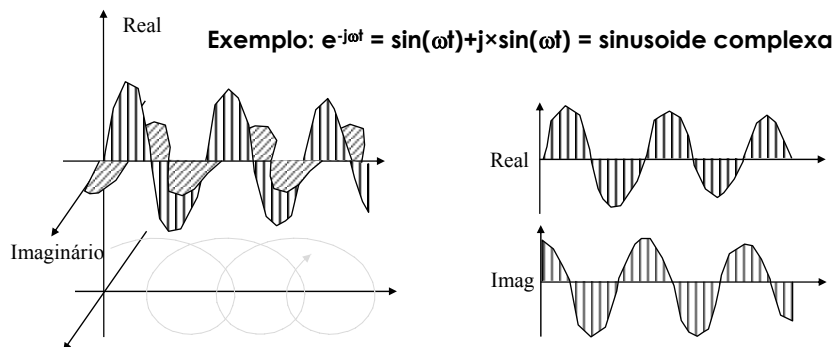 Real
Exemplo: e^-jωt = sin(ωt)+j×sin(ωt) = sinusoide complexa
Real
Imaginário
Imag